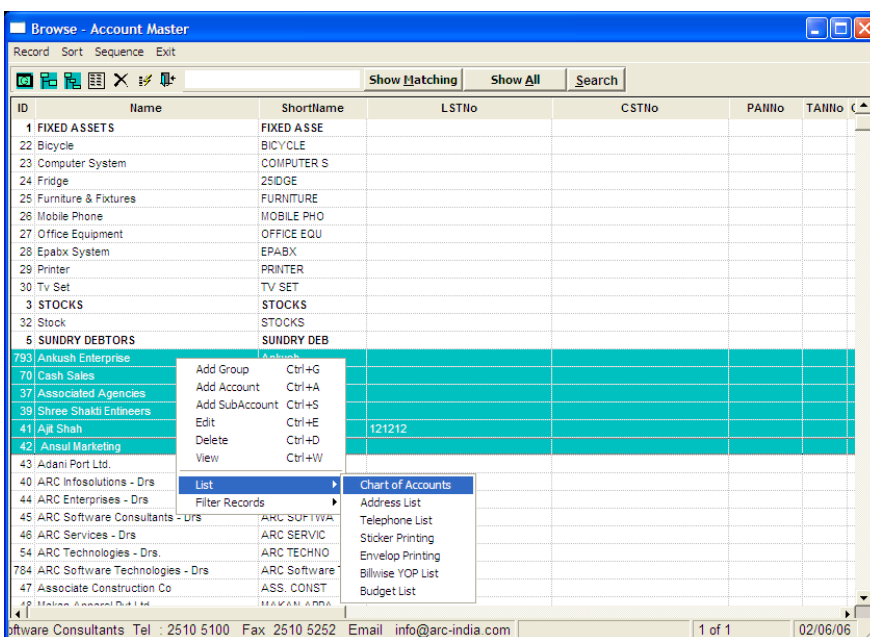 Browse - Account Master
Record Sort Sequence Exit
Show Matching Show All Search
ID Name ShortName LSTNo CSTNo PANNo TANNo
1 FIXED ASSETS FIXED ASSE
22 Bicycle BICYCLE
23 Computer System COMPUTER S
24 Fridge 25IDGE
25 Furniture & Fixtures FURNITURE
26 Mobile Phone MOBILE PHO
27 Office Equipment OFFICE EQU
28 Epabx System EPABX
29 Printer PRINTER
30 Tv Set TV SET
3 STOCKS STOCKS
32 Stock STOCKS
5 SUNDRY DEBTORS SUNDRY DEB
793 Ankush Enterprise Ankush
70 Cash Sales
37 Associated Agencies
39 Shree Shakti Entineers
41 Ajit Shah 121212
42 Ansul Marketing
43 Adani Port Ltd.
40 ARC Infosolutions - Drs
44 ARC Enterprises - Drs
45 ARC Software Consultants - Drs ARC SOFTWA
46 ARC Services - Drs ARC SERVIC
54 ARC Technologies - Drs. ARC TECHNO
784 ARC Software Technologies - Drs ARC Software
47 Associate Construction Co ASS. CONST
Add Group Ctrl+G
Add Account Ctrl+A
Add SubAccount Ctrl+S
Edit Ctrl+E
Delete Ctrl+D
View Ctrl+W
List
Filter Records
Chart of Accounts
Address List
Telephone List
Sticker Printing
Envelop Printing
Billwise YOP List
Budget List
oftware Consultants Tel : 2510 5100 Fax 2510 5252 Email info@arc-india.com 1 of 1 02/06/06